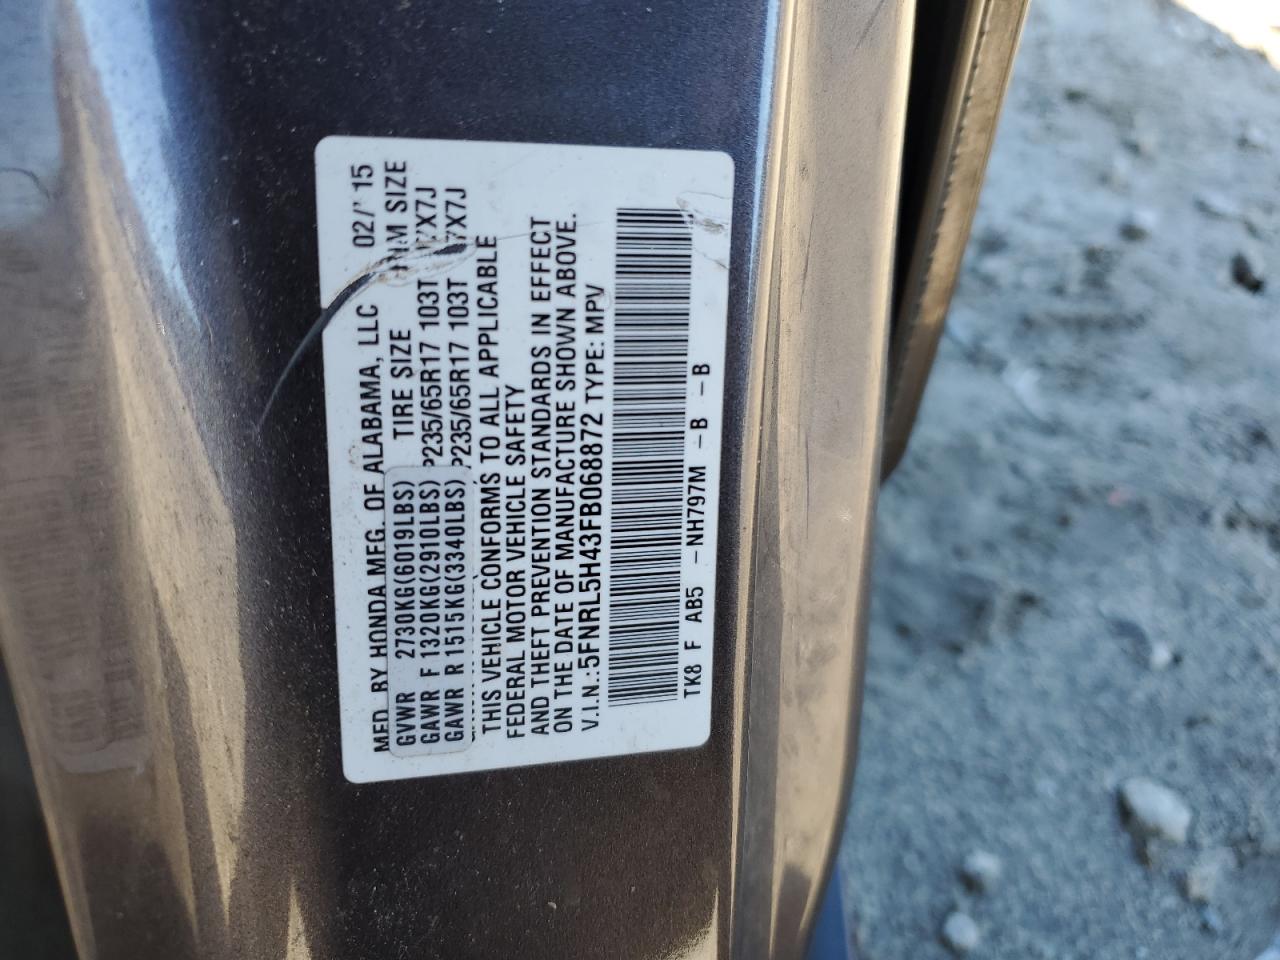 MFD. BY HONDA MFG. OF ALABAMA, LLC 02/15
TIRE SIZE SIZE
GVWR 2730KG(6019LBS)
GAWR F 1320KG(2910LBS) P235/65R17 103T 17X7J
GAWR R 1515KG(3340LBS) P235/65R17 103T 17X7J
THIS VEHICLE CONFORMS TO ALL APPLICABLE
FEDERAL MOTOR VEHICLE SAFETY
AND THEFT PREVENTION STANDARDS IN EFFECT
ON THE DATE OF MANUFACTURE SHOWN ABOVE.
V.I.N.: 5FNRL5H43FB068872 TYPE: MPV
TK8 F AB5 -NH797M -B -B